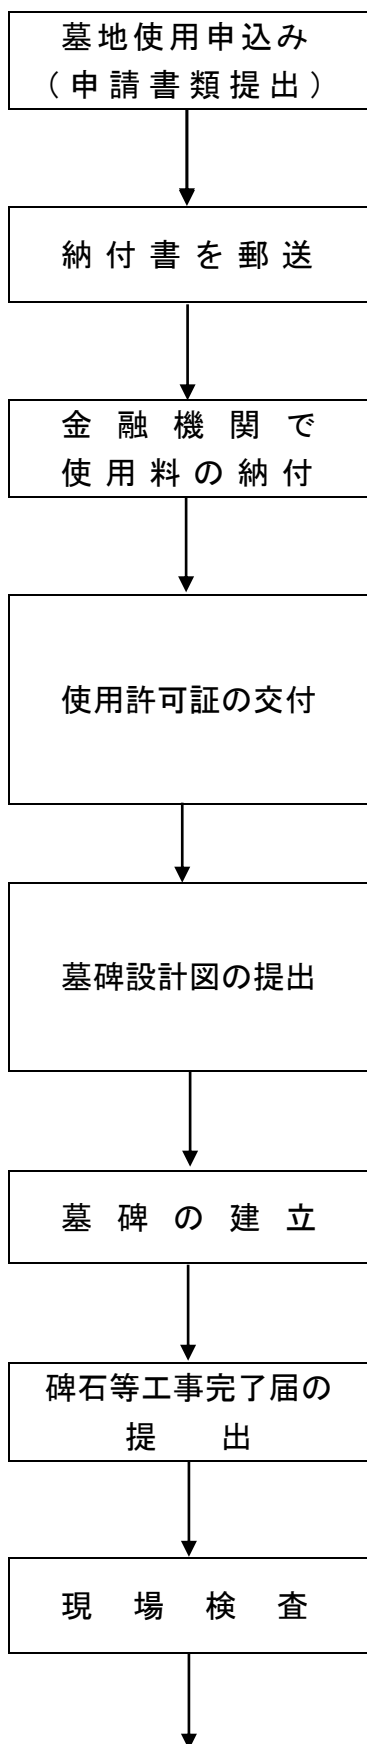 墓地使用申込み
（申請書類提出）
納付書を郵送
金融機関で
使用料の納付
使用許可証の交付
墓碑設計図の提出
墓碑の建立
碑石等工事完了届の
提出
現場検査